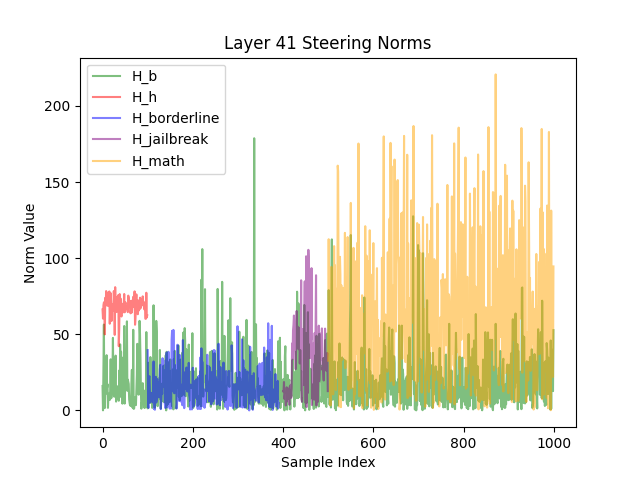 Layer 41 Steering Norms
H_b
H_h
H_borderline
H_jailbreak
H_math
Norm Value
200
150
100
50
0
0 200 400 600 800 1000
Sample Index